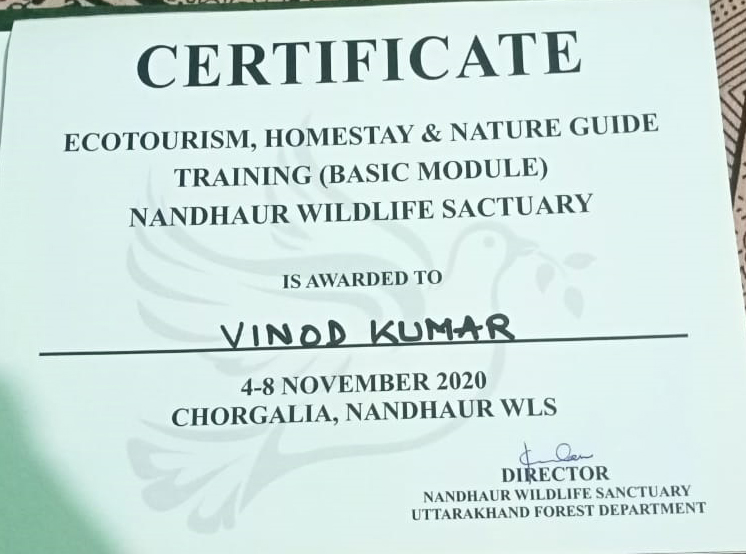 CERTIFICATE
ECOTOURISM, HOMESTAY & NATURE GUIDE
TRAINING (BASIC MODULE)
NANDHAUR WILDLIFE SACTUARY
IS AWARDED TO
VINOD KUMAR
4-8 NOVEMBER 2020
CHORGALIA, NANDHAUR WLS
DIRECTOR
NANDHAUR WILDLIFE SANCTUARY
UTTARAKHAND FOREST DEPARTMENT